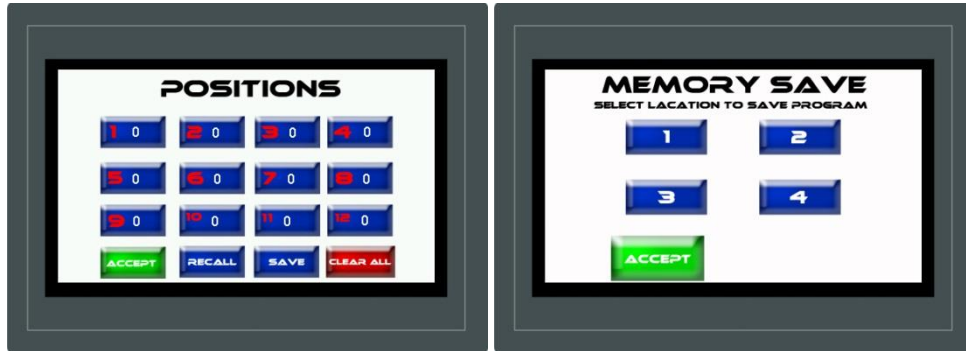 POSITIONS
1 0 2 0 3 0 4 0
5 0 6 0 7 0 8 0
9 0 10 0 11 0 12 0
ACCEPT RECALL SAVE CLEAR ALL
MEMORY SAVE
SELECT LACATION TO SAVE PROGRAM
1 2
3 4
ACCEPT